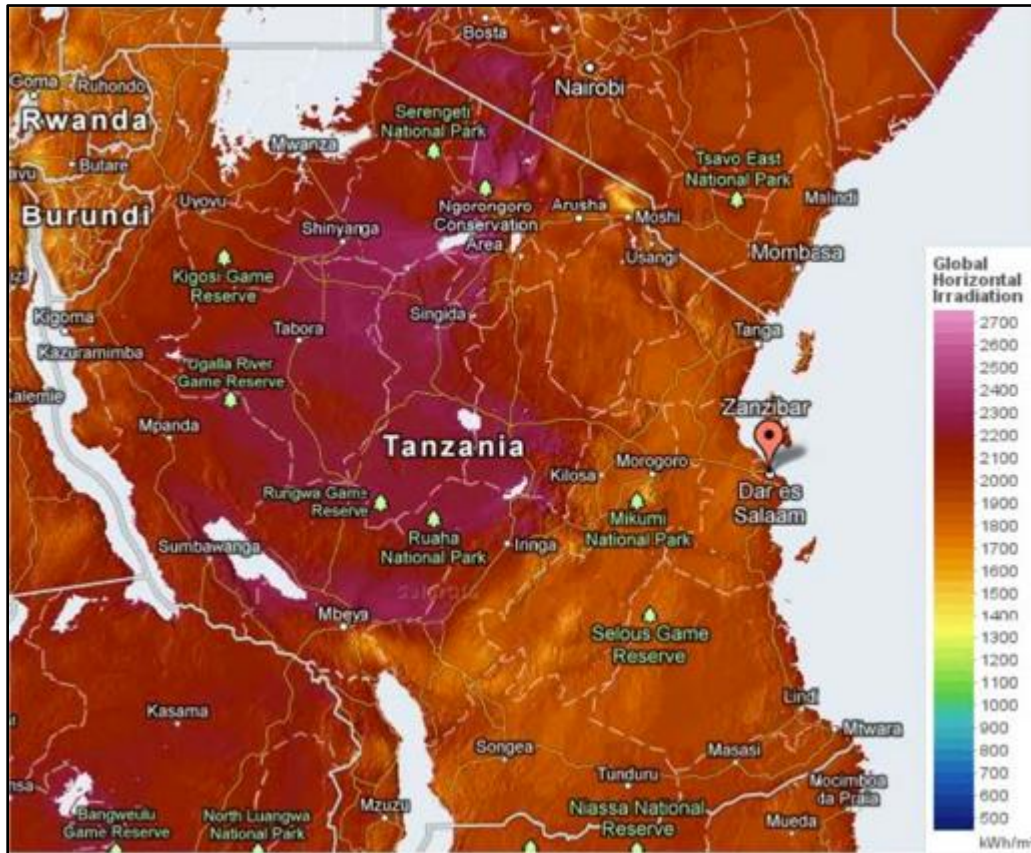 Bosta
Goma
Ruhondo
Nairobi
Rwanda
Serengeti
National Park
Mwanza
Butare
Tsavo East
National Park
Uyovu
Burundi
Ngorongoro
Conservation
Area
Arusha
Moshi
Malindi
Shinyanga
Usangi
Mombasa
Kigosi Game
Reserve
Kigoma
Tabora
Singida
Tanga
Kazuramimba
Ugalla River
Game Reserve
Kalemie
Zanzibar
Mpanda
Tanzania
Kilosa
Morogoro
Dar es
Salaam
Rungwa Game
Reserve
Ruaha
National Park
Mikumi
National Park
Iringa
Sumbawanga
Mbeya
Selous Game
Reserve
Kasama
Lindi
Mtwara
Songea
Masasi
Tunduru
Mocimboa
da Praia
Mzuzu
Niassa National
Reserve
Mueda
Bangweulu
Game Reserve
North Luangwa
National Park
Global
Horizontal
Irradiation
2700
2600
2500
2400
2300
2200
2100
2000
1900
1800
1700
1600
1500
1400
1300
1200
1100
1000
900
800
700
600
500